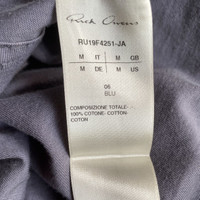 Rick Owens
RU19F4251-JA
M IT M GB
M DE M US
06
BLU
COMPOSIZIONE TOTALE-
100% COTONE- COTTON-
COTON